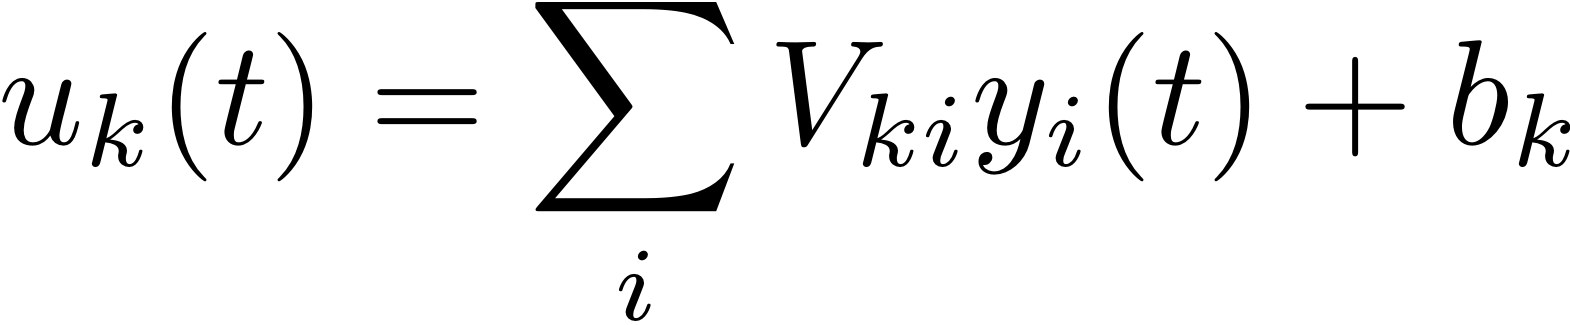 u_k(t) = \sum_i V_{ki} y_i(t) + b_k